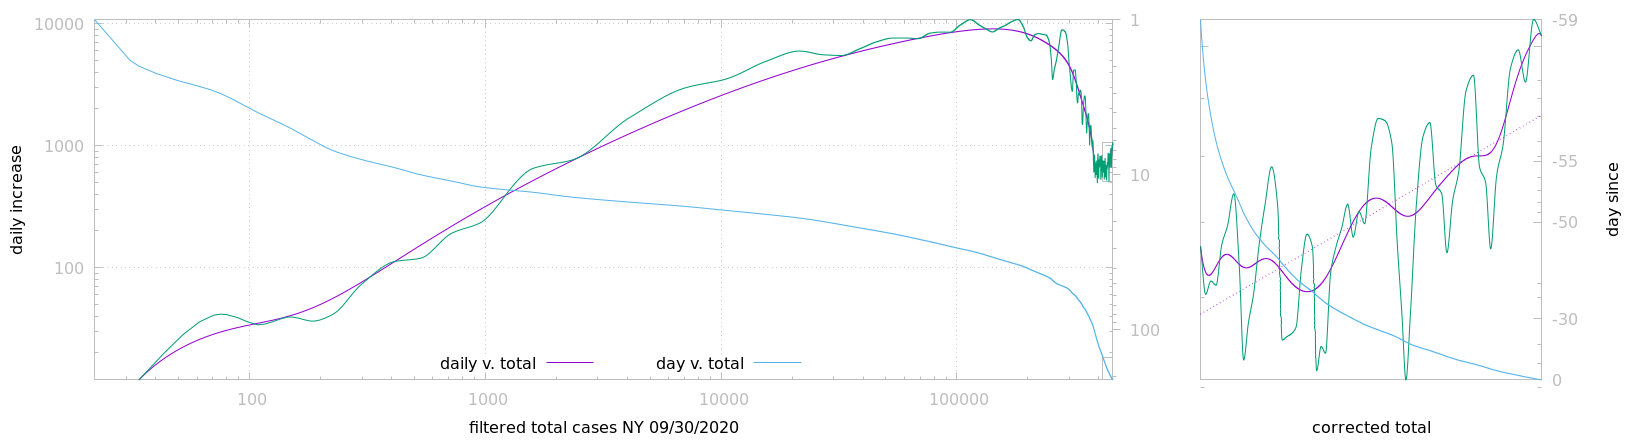 10000
1000
100
daily increase
1
10
100
daily v. total
day v. total
100
1000
10000
100000
filtered total cases NY 09/30/2020
-59
-55
-50
-30
0
day since
corrected total